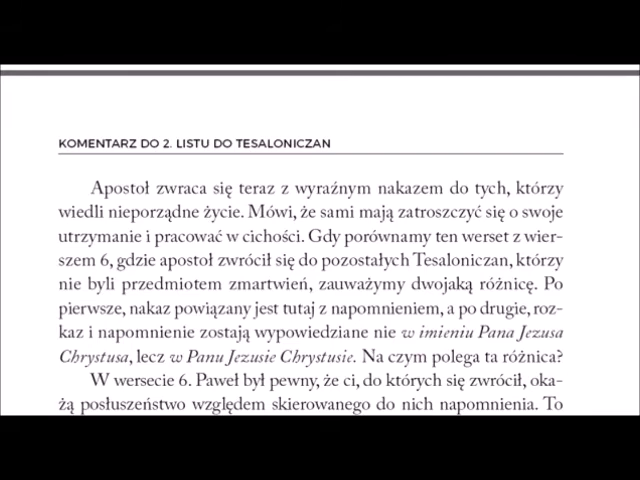 KOMENTARZ DO 2. LISTU DO TESALONICZAN
Apostoł zwraca się teraz z wyraźnym nakazem do tych, którzy
wiedli nieporządne życie. Mówi, że sami mają zatroszczyć się o swoje
utrzymanie i pracować w cichości. Gdy porównamy ten werset z wier-
szem 6, gdzie apostoł zwrócił się do pozostałych Tesaloniczan, którzy
nie byli przedmiotem zmartwień, zauważymy dwojaką różnicę. Po
pierwsze, nakaz powiązany jest tutaj z napomnieniem, a po drugie, roz-
kaz i napomnienie zostają wypowiedziane nie w imieniu Pana Jezusa
Chrystusa, lecz w Panu Jezusie Chrystusie. Na czym polega ta różnica?
W wersecie 6. Paweł był pewny, że ci, do których się zwrócił, oka-
żą posłuszeństwo względem skierowanego do nich napomnienia. To